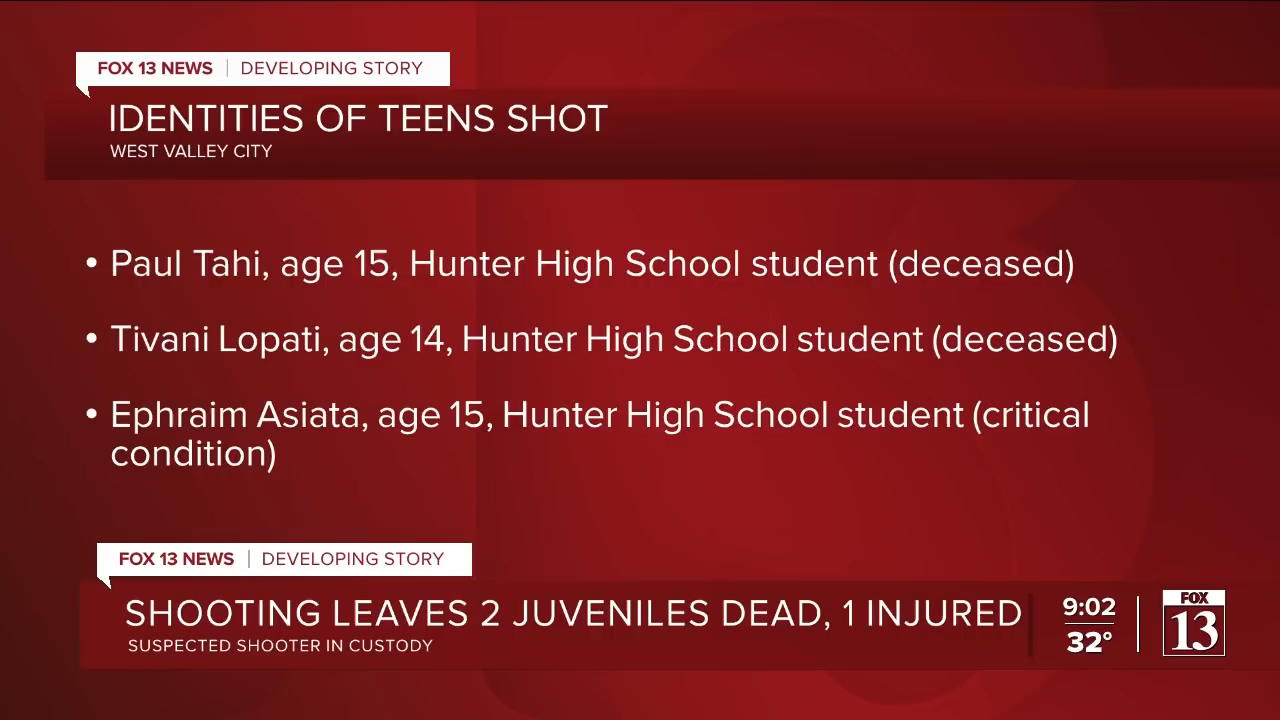 FOX 13 NEWS | DEVELOPING STORY
IDENTITIES OF TEENS SHOT
WEST VALLEY CITY
• Paul Tahi, age 15, Hunter High School student (deceased)
• Tivani Lopati, age 14, Hunter High School student (deceased)
• Ephraim Asiata, age 15, Hunter High School student (critical
condition)
FOX 13 NEWS | DEVELOPING STORY
SHOOTING LEAVES 2 JUVENILES DEAD, 1 INJURED
SUSPECTED SHOOTER IN CUSTODY
9:02
32°
FOX
13